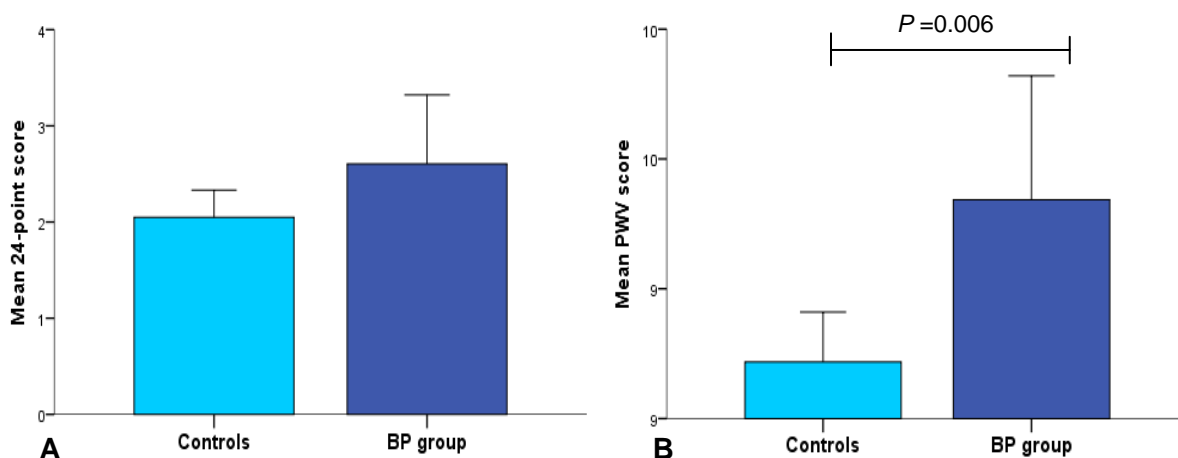 4
3
2
1
0
Mean 24-point score
Controls
BP group
A
P =0.006
10
10
9
9
Mean PWV score
Controls
BP group
B